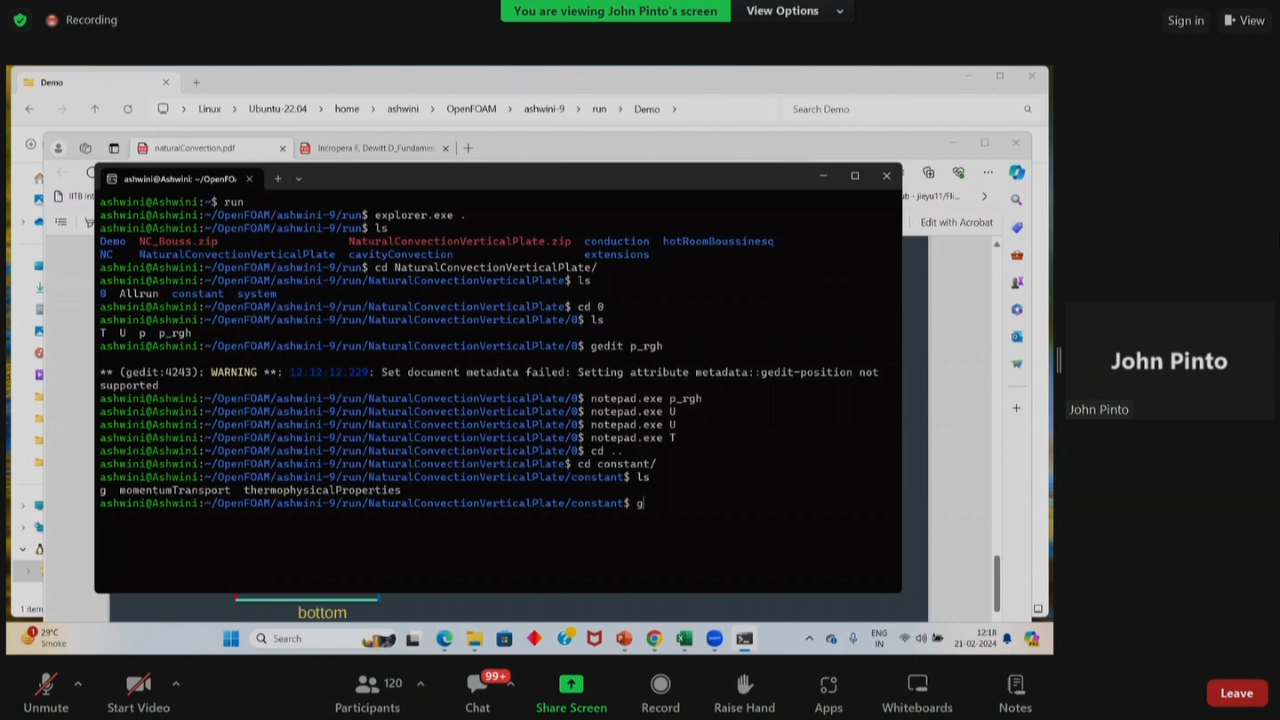 Recording
You are viewing John Pinto's screen
View Options
Sign in
View
Demo
Linux
Ubuntu-22.04
home
ashwini
OpenFOAM
ashwini-9
run
Demo
Search Demo
naturalConvection.pdf
Incropera F, Dewitt D_Fundamen
ashwini@Ashwini: ~/OpenFO
IITB int
- jieyu11/Fli...
Edit with Acrobat
ashwini@Ashwini:~$ run
ashwini@Ashwini:~/OpenFOAM/ashwini-9/run$ explorer.exe .
ashwini@Ashwini:~/OpenFOAM/ashwini-9/run$ ls
Demo NC_Bouss.zip NaturalConvectionVerticalPlate.zip conduction hotRoomBoussinesq
NC NaturalConvectionVerticalPlate cavityConvection extensions
ashwini@Ashwini:~/OpenFOAM/ashwini-9/run$ cd NaturalConvectionVerticalPlate/
ashwini@Ashwini:~/OpenFOAM/ashwini-9/run/NaturalConvectionVerticalPlate$ ls
0 Allrun constant system
ashwini@Ashwini:~/OpenFOAM/ashwini-9/run/NaturalConvectionVerticalPlate$ cd 0
ashwini@Ashwini:~/OpenFOAM/ashwini-9/run/NaturalConvectionVerticalPlate/0$ ls
T U p p_rgh
ashwini@Ashwini:~/OpenFOAM/ashwini-9/run/NaturalConvectionVerticalPlate/0$ gedit p_rgh
** (gedit:4243): WARNING **: 12:12:12.229: Set document metadata failed: Setting attribute metadata::gedit-position not
supported
ashwini@Ashwini:~/OpenFOAM/ashwini-9/run/NaturalConvectionVerticalPlate/0$ notepad.exe p_rgh
ashwini@Ashwini:~/OpenFOAM/ashwini-9/run/NaturalConvectionVerticalPlate/0$ notepad.exe U
ashwini@Ashwini:~/OpenFOAM/ashwini-9/run/NaturalConvectionVerticalPlate/0$ notepad.exe U
ashwini@Ashwini:~/OpenFOAM/ashwini-9/run/NaturalConvectionVerticalPlate/0$ notepad.exe T
ashwini@Ashwini:~/OpenFOAM/ashwini-9/run/NaturalConvectionVerticalPlate/0$ cd ..
ashwini@Ashwini:~/OpenFOAM/ashwini-9/run/NaturalConvectionVerticalPlate$ cd constant/
ashwini@Ashwini:~/OpenFOAM/ashwini-9/run/NaturalConvectionVerticalPlate/constant$ ls
g momentumTransport thermophysicalProperties
ashwini@Ashwini:~/OpenFOAM/ashwini-9/run/NaturalConvectionVerticalPlate/constant$ g
John Pinto
John Pinto
1 item
bottom
29°C
Smoke
Search
ENG
IN
12:18
21-02-2024
Unmute
Start Video
120
Participants
99+
Chat
Share Screen
Record
Raise Hand
Apps
Whiteboards
Notes
Leave